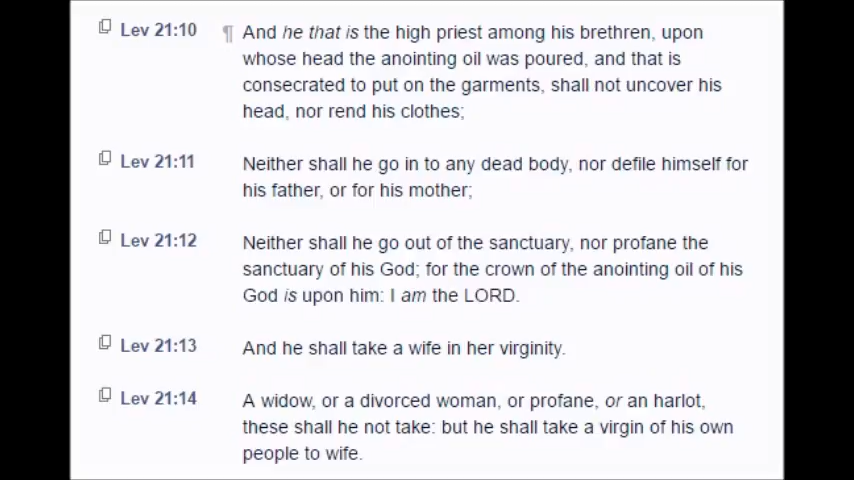 Lev 21:10 ¶ And he that is the high priest among his brethren, upon
whose head the anointing oil was poured, and that is
consecrated to put on the garments, shall not uncover his
head, nor rend his clothes;
Lev 21:11 Neither shall he go in to any dead body, nor defile himself for
his father, or for his mother;
Lev 21:12 Neither shall he go out of the sanctuary, nor profane the
sanctuary of his God; for the crown of the anointing oil of his
God is upon him: I am the LORD.
Lev 21:13 And he shall take a wife in her virginity.
Lev 21:14 A widow, or a divorced woman, or profane, or an harlot,
these shall he not take: but he shall take a virgin of his own
people to wife.